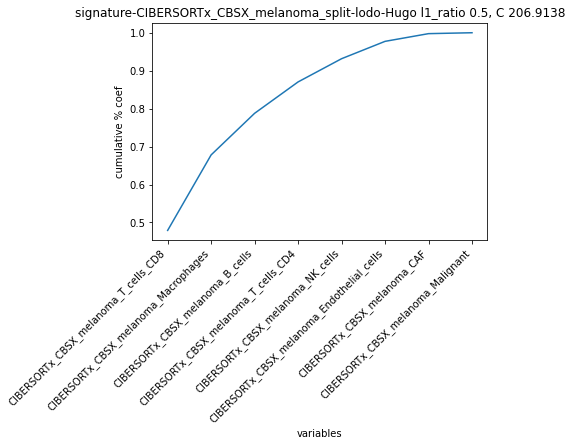 signature-CIBERSORTx_CBSX_melanoma_split-lodo-Hugo l1_ratio 0.5, C 206.9138
1.0
0.9
0.8
0.7
0.6
0.5
cumulative % coef
CIBERSORTx_CBSX_melanoma_T_cells_CD8
CIBERSORTx_CBSX_melanoma_Macrophages
CIBERSORTx_CBSX_melanoma_B_cells
CIBERSORTx_CBSX_melanoma_T_cells_CD4
CIBERSORTx_CBSX_melanoma_NK_cells
CIBERSORTx_CBSX_melanoma_Endothelial_cells
CIBERSORTx_CBSX_melanoma_CAF
CIBERSORTx_CBSX_melanoma_Malignant
variables